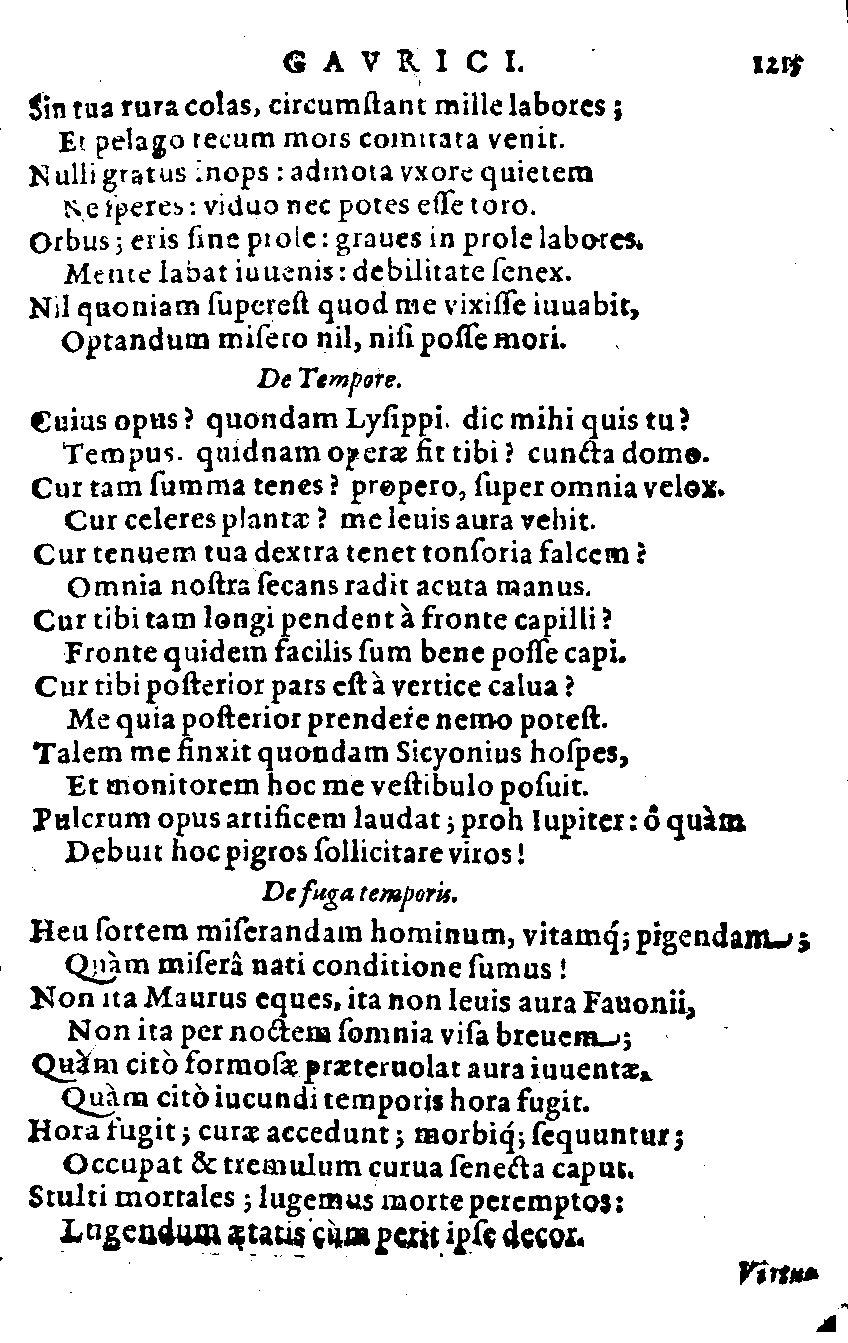 GAVRICI. 1215
Sin tua rura colas, circumſtant mille labores;
Et pelago tecum mors comitata venit.
Nulli gratus inops: admota vxore quietem
Ne ſperes: viduo nec potes eſſe toro.
Orbus; eris ſine prole: graues in prole labores.
Mente labat iuuenis: debilitate ſenex.
Nil quoniam ſupereſt quod me vixiſſe iuuabit,
Optandum miſero nil, niſi poſſe mori.
De Tempore.
Cuius opus? quondam Lyſippi. dic mihi quis tu?
Tempus. quidnam operæ ſit tibi? cuncta domo.
Cur tam ſumma tenes? propero, ſuper omnia velox.
Cur celeres plantæ? me leuis aura vehit.
Cur tenuem tua dextra tenet tonſoria falcem?
Omnia noſtra ſecans radit acuta manus.
Cur tibi tam longi pendent à fronte capilli?
Fronte quidem facilis ſum bene poſſe capi.
Cur tibi poſterior pars eſt à vertice calua?
Me quia poſterior prendere nemo poteſt.
Talem me finxit quondam Sicyonius hoſpes,
Et monitorem hoc me veſtibulo poſuit.
Pulcrum opus artificem laudat; proh Iupiter: ô quàm
Debuit hoc pigros ſollicitare viros!
De fuga temporis.
Heu ſortem miſerandam hominum, vitamq́; pigendam;
Quàm miſerâ nati conditione ſumus!
Non ita Maurus eques, ita non leuis aura Fauonii,
Non ita per noctem ſomnia viſa breuem;
Quàm citò formoſæ præteruolat aura iuuentæ.
Quàm citò iucundi temporis hora fugit.
Hora fugit; curæ accedunt; morbiq́; ſequuntur;
Occupat & tremulum curua ſenecta caput.
Stulti mortales; lugemus morte peremptos:
Lugendum ætatis cùm perit ipſe decor.
Virtus